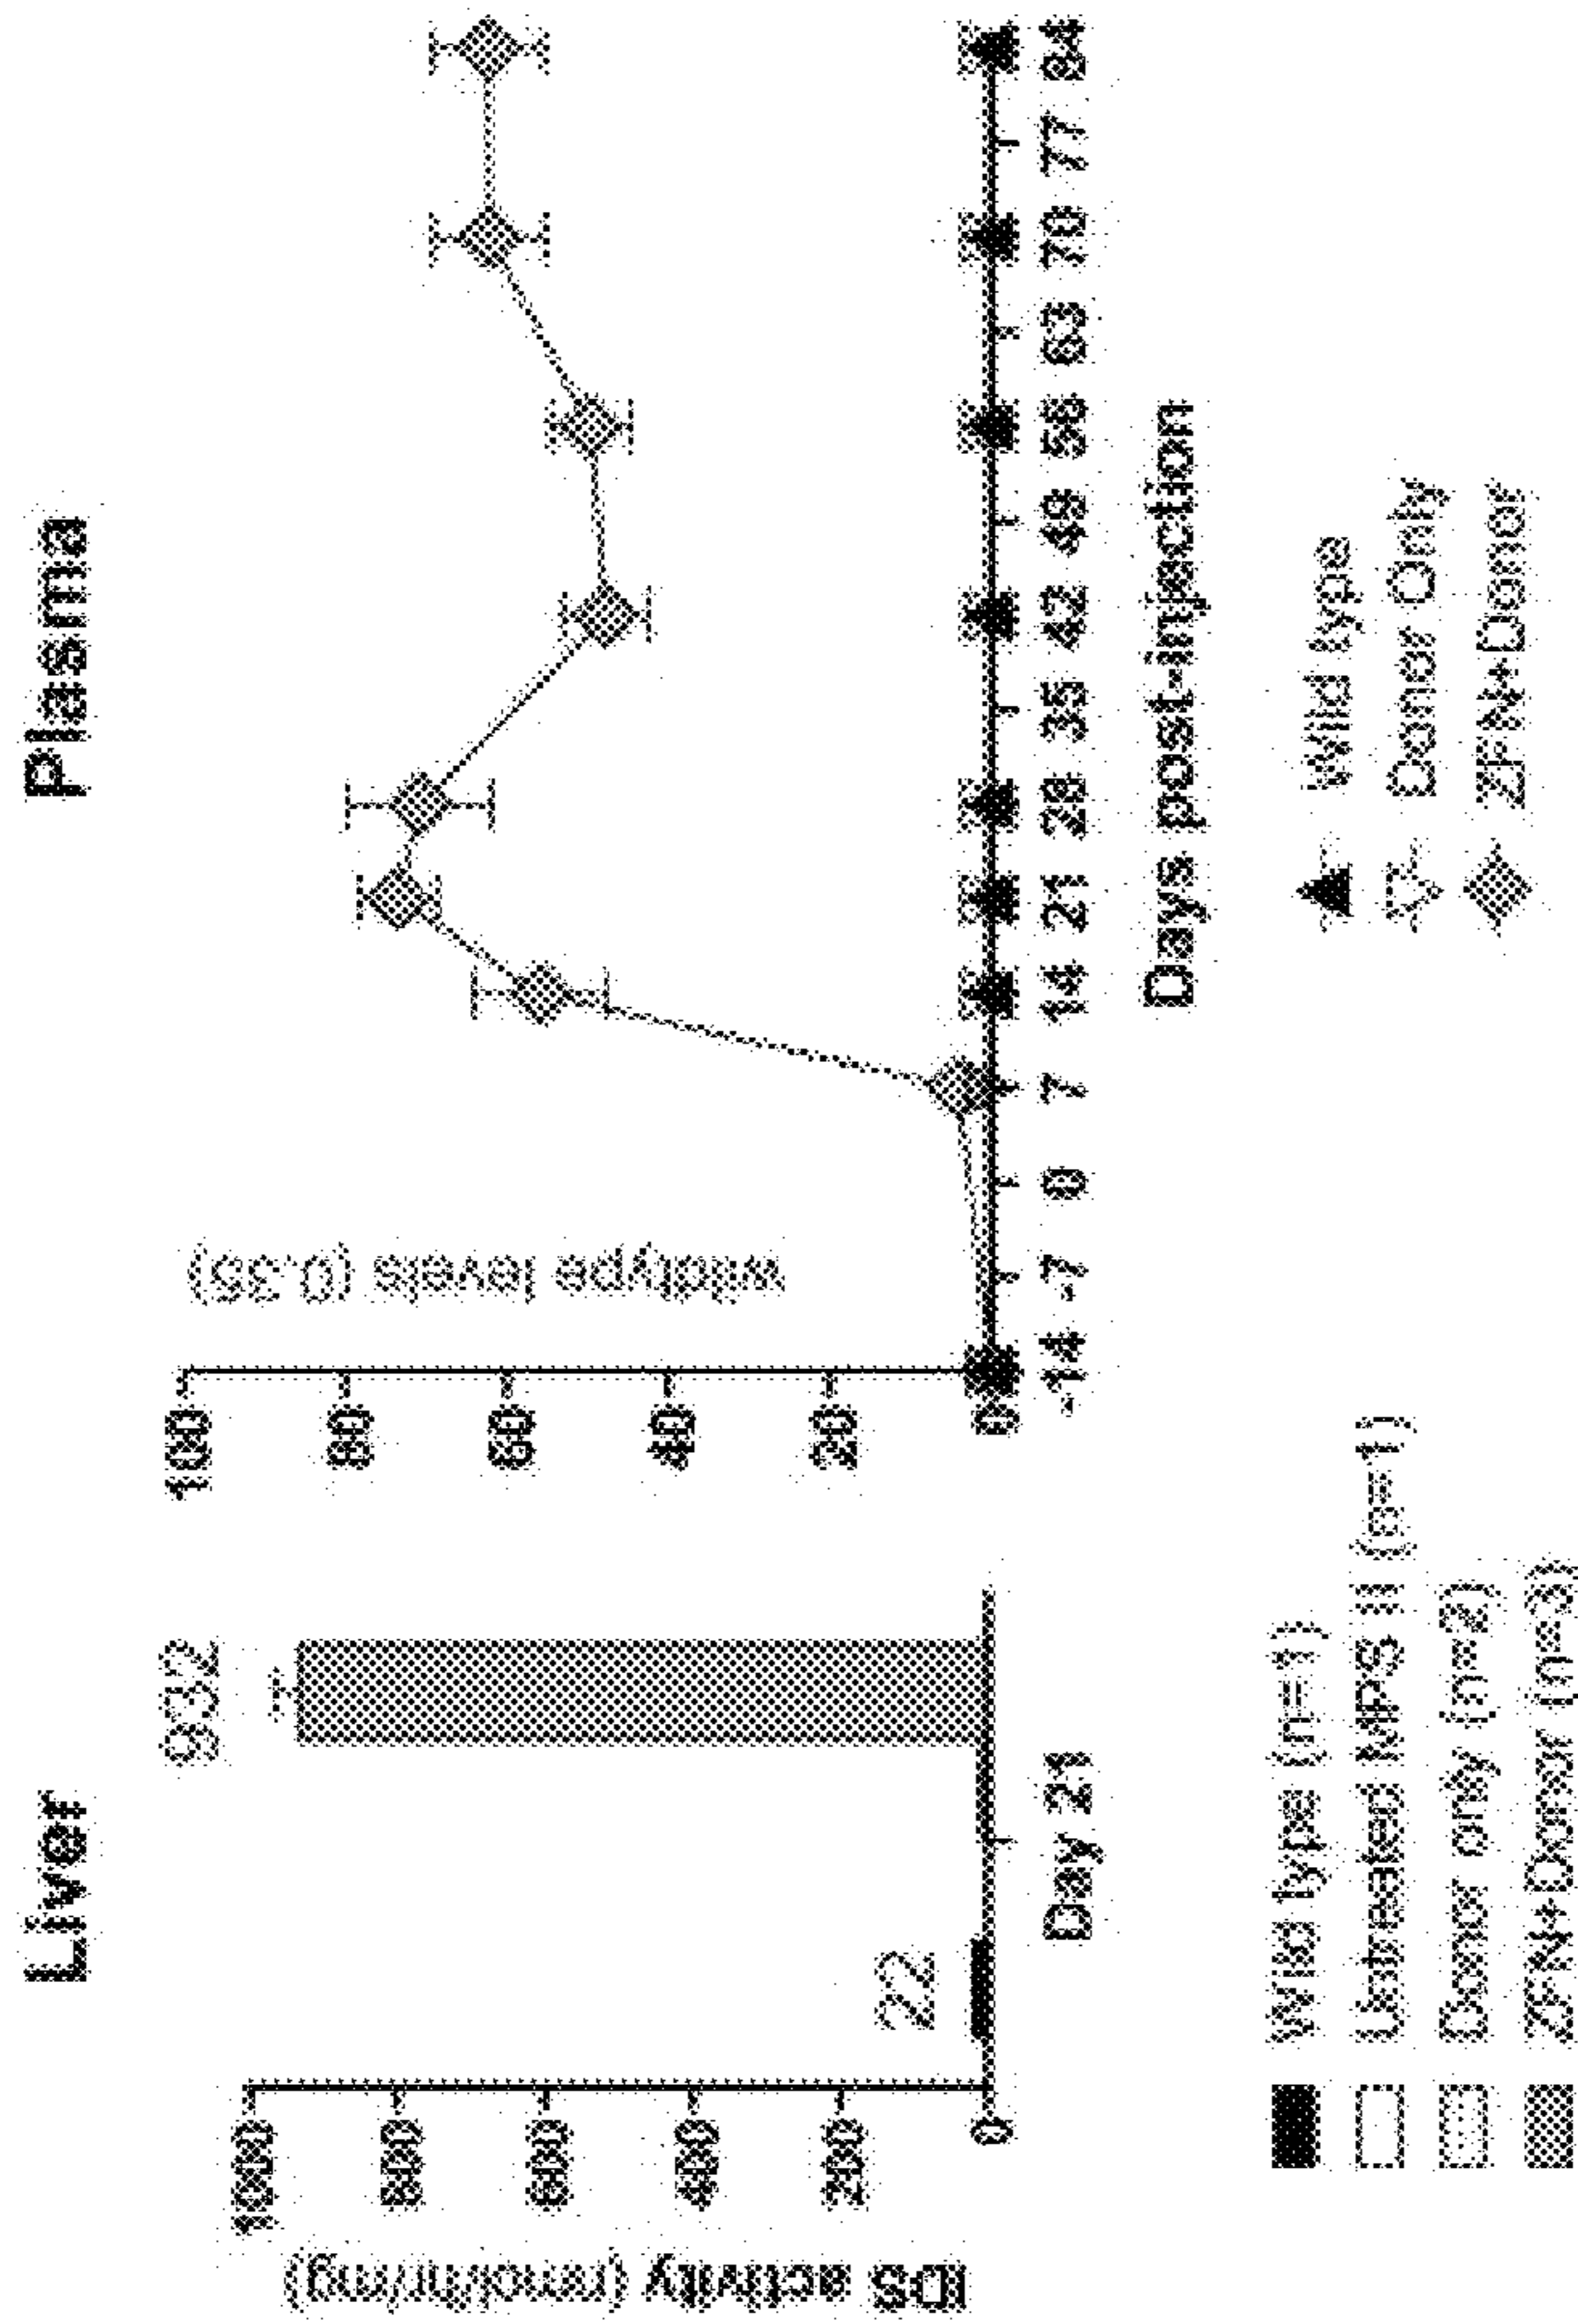 Liver
IDS activity (nmol/hr/mg)
1000
800
600
400
200
0
22
932
Day 21
Wild type (n=1)
Untreated MPS II (n=1)
Donor only (n=2)
ZFN+Donor (n=3)
Plasma
100
80
60
40
20
0
wildtype levels (0.35)
-14 -7 0 7 14 21 28 35 42 49 56 63 70 77 84
Days post-injection
Wild type
Donor Only
ZFN+Donor